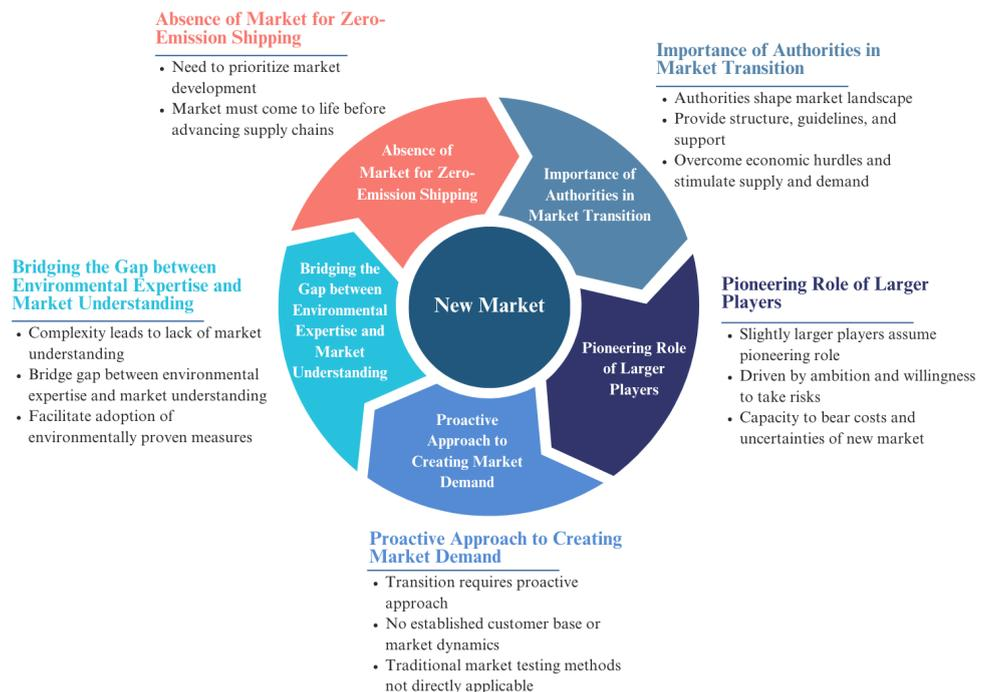 Absence of Market for Zero-
Emission Shipping
• Need to prioritize market
development
• Market must come to life before
advancing supply chains
Importance of Authorities in
Market Transition
• Authorities shape market landscape
• Provide structure, guidelines, and
support
• Overcome economic hurdles and
stimulate supply and demand
Absence of
Market for Zero-
Emission Shipping
Importance of
Authorities in
Market Transition
Bridging the Gap between
Environmental Expertise and
Market Understanding
• Complexity leads to lack of market
understanding
• Bridge gap between environmental
expertise and market understanding
• Facilitate adoption of
environmentally proven measures
Bridging the
Gap between
Environmental
Expertise and
Market
Understanding
New Market
Pioneering Role
of Larger
Players
Pioneering Role of Larger
Players
• Slightly larger players assume
pioneering role
• Driven by ambition and willingness
to take risks
• Capacity to bear costs and
uncertainties of new market
Proactive
Approach to
Creating Market
Demand
Proactive Approach to Creating
Market Demand
• Transition requires proactive
approach
• No established customer base or
market dynamics
• Traditional market testing methods
not directly applicable